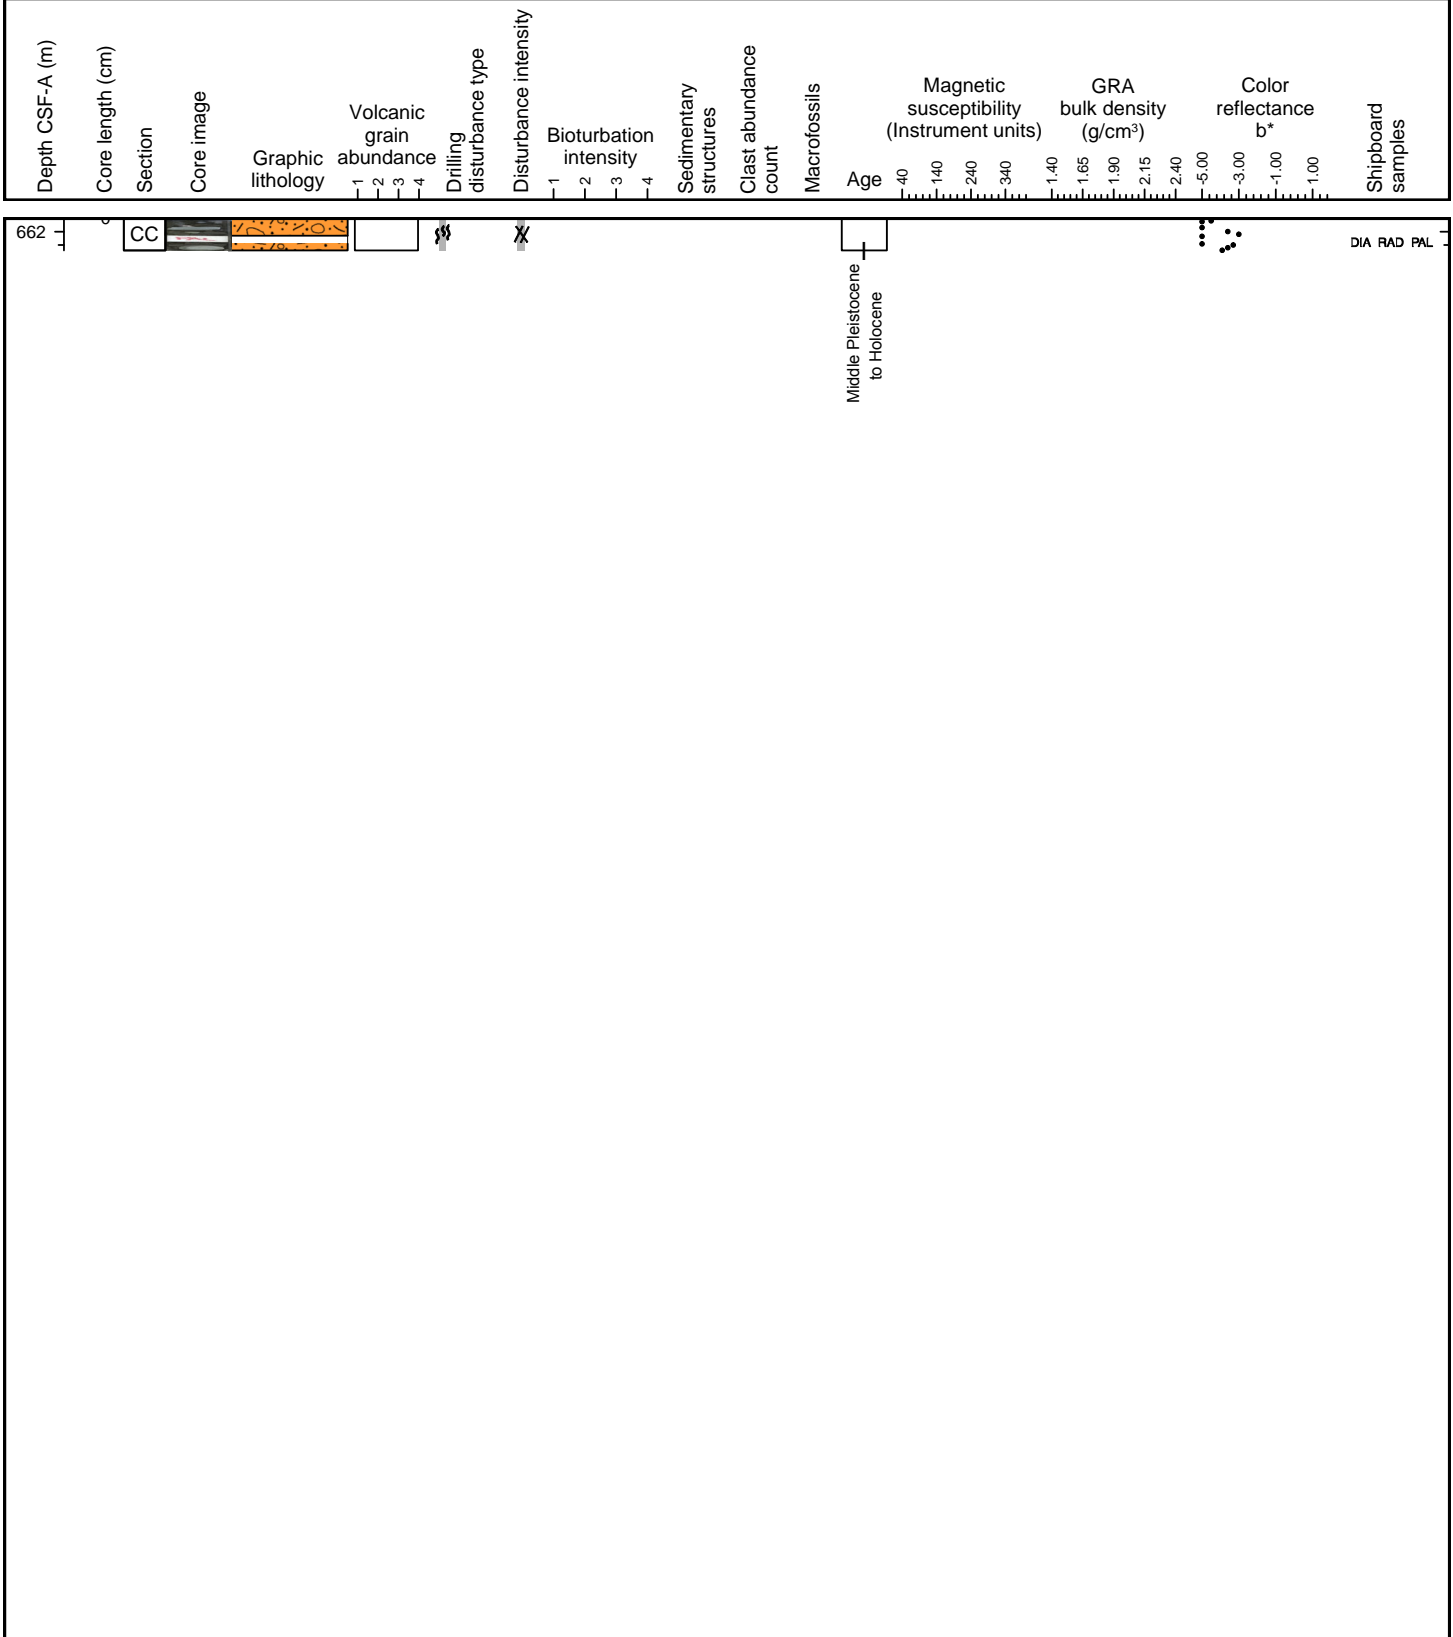 Depth CSF-A (m)
Core length (cm)
Section
Core image
Graphic
lithology
Volcanic
grain
abundance
1 2 3 4
Drilling
disturbance type
Disturbance intensity
Bioturbation
intensity
1 2 3 4
Sedimentary
structures
Clast abundance
count
Macrofossils
Age
Magnetic
susceptibility
(Instrument units)
40 140 240 340
GRA
bulk density
(g/cm³)
1.40 1.65 1.90 2.15 2.40
Color
reflectance
b*
-5.00 -3.00 -1.00 1.00
Shipboard
samples
662
CC
DIA RAD PAL
Middle Pleistocene
to Holocene